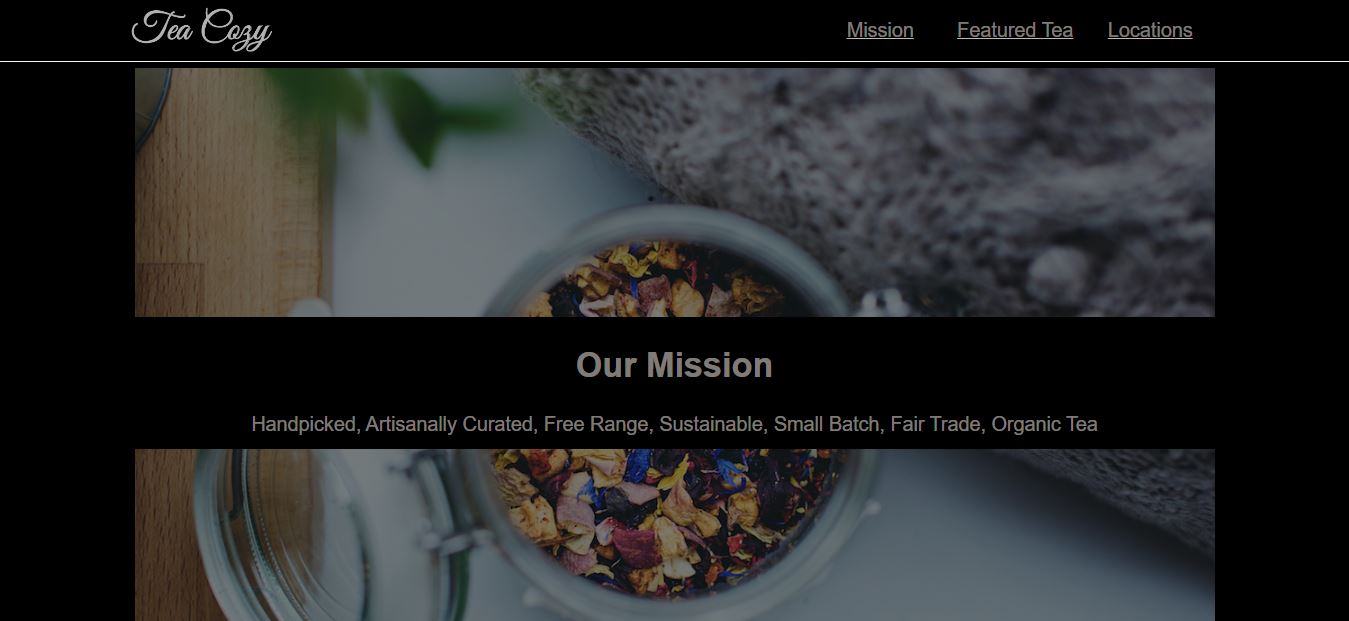 Tea Cozy
Mission Featured Tea Locations
Our Mission
Handpicked, Artisanally Curated, Free Range, Sustainable, Small Batch, Fair Trade, Organic Tea